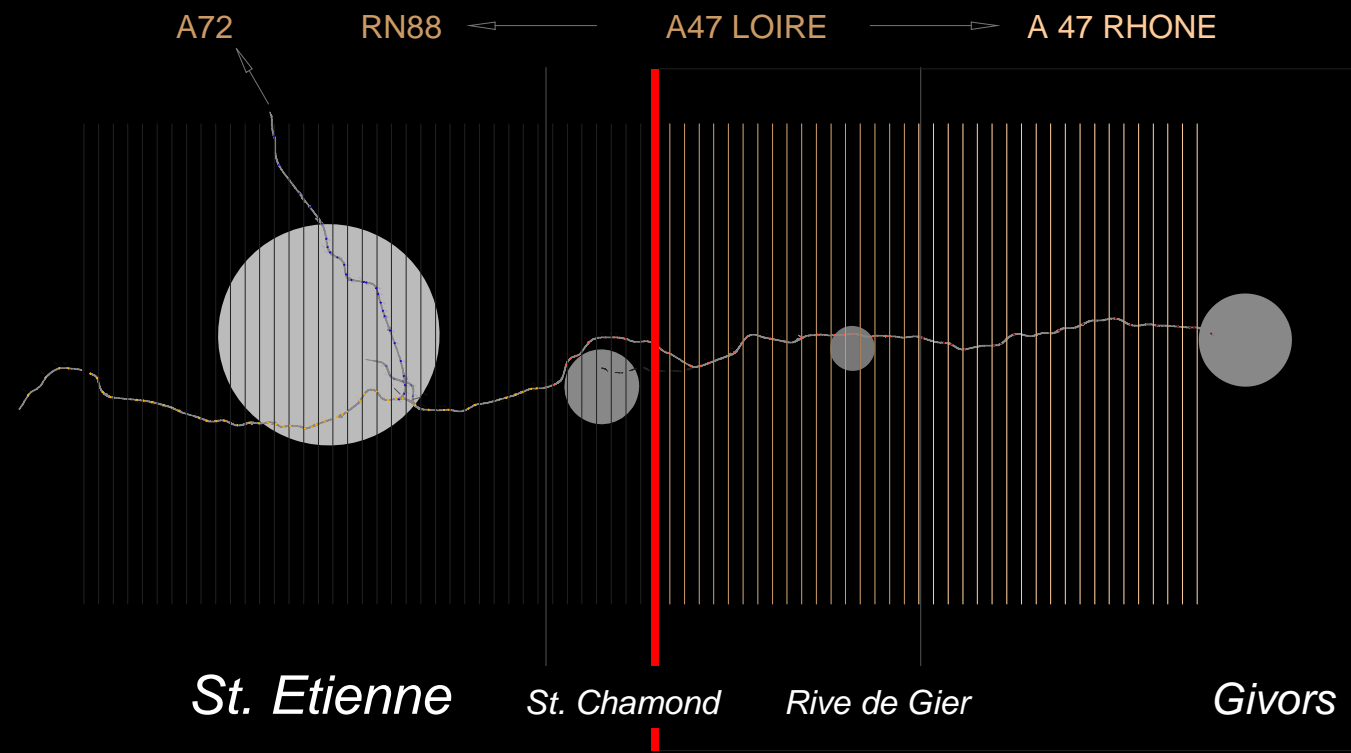 A72 RN88 A47 LOIRE A 47 RHONE
St. Etienne St. Chamond Rive de Gier Givors